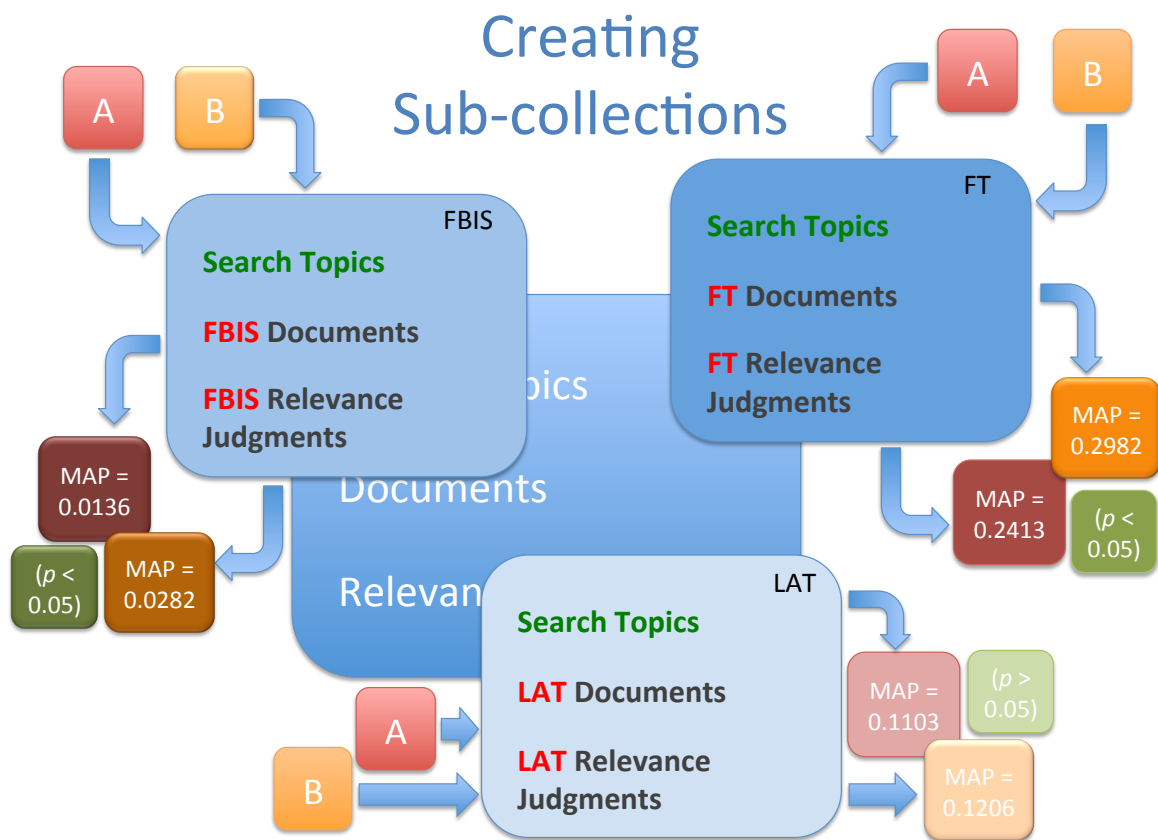 Creating
Sub-collections
A
B
A
B
FBIS
Search Topics
FBIS Documents
FBIS Relevance
Judgments
FT
Search Topics
FT Documents
FT Relevance
Judgments
pics
Documents
Relevan
MAP =
0.0136
(p <
0.05)
MAP =
0.0282
MAP =
0.2982
MAP =
0.2413
(p <
0.05)
LAT
Search Topics
LAT Documents
LAT Relevance
Judgments
A
B
MAP =
0.1103
(p >
0.05)
MAP =
0.1206